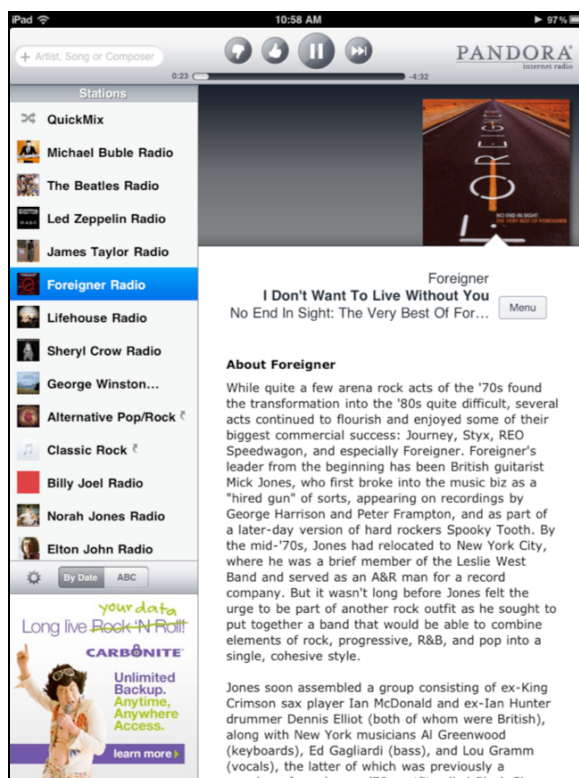 iPad
10:58 AM
97%
+ Artist, Song or Composer
PANDORA
internet radio
0:23
-4:32
Stations
QuickMix
Michael Buble Radio
The Beatles Radio
Led Zeppelin Radio
James Taylor Radio
Foreigner Radio
Lifehouse Radio
Sheryl Crow Radio
George Winston...
Alternative Pop/Rock
Classic Rock
Billy Joel Radio
Norah Jones Radio
Elton John Radio
By Date
ABC
your data
Long live Rock 'N Roll!
CARBONITE
Unlimited
Backup.
Anytime,
Anywhere
Access.
learn more
FOREIGNER
NO END IN SIGHT:
THE VERY BEST OF FOREIGNER
Foreigner
I Don't Want To Live Without You
No End In Sight: The Very Best Of For...
Menu
About Foreigner
While quite a few arena rock acts of the '70s found
the transformation into the '80s quite difficult, several
acts continued to flourish and enjoyed some of their
biggest commercial success: Journey, Styx, REO
Speedwagon, and especially Foreigner. Foreigner's
leader from the beginning has been British guitarist
Mick Jones, who first broke into the music biz as a
"hired gun" of sorts, appearing on recordings by
George Harrison and Peter Frampton, and as part of
a later-day version of hard rockers Spooky Tooth. By
the mid-'70s, Jones had relocated to New York City,
where he was a brief member of the Leslie West
Band and served as an A&R man for a record
company. But it wasn't long before Jones felt the
urge to be part of another rock outfit as he sought to
put together a band that would be able to combine
elements of rock, progressive, R&B, and pop into a
single, cohesive style.
Jones soon assembled a group consisting of ex-King
Crimson sax player Ian McDonald and ex-Ian Hunter
drummer Dennis Elliot (both of whom were British),
along with New York musicians Al Greenwood
(keyboards), Ed Gagliardi (bass), and Lou Gramm
(vocals), the latter of which was previously a